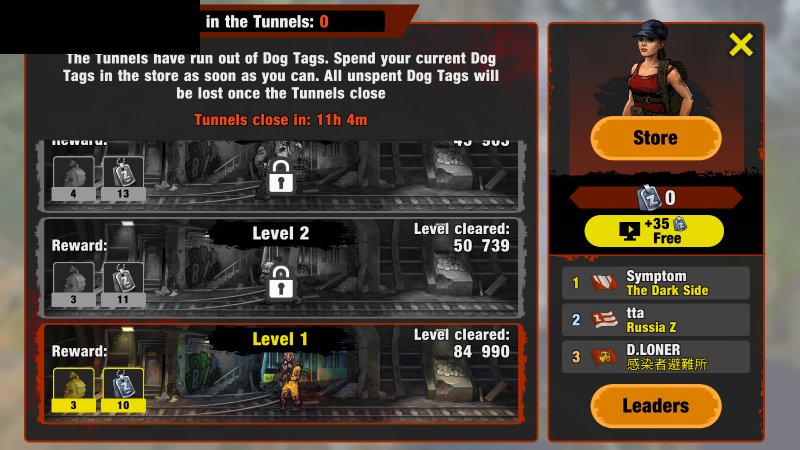 in the Tunnels: 0
The Tunnels have run out of Dog Tags. Spend your current Dog
Tags in the store as soon as you can. All unspent Dog Tags will
be lost once the Tunnels close
Tunnels close in: 11h 4m
Reward:
4
13
Level 2
Level cleared:
50 739
Reward:
3
11
Level 1
Level cleared:
84 990
Reward:
3
10
Store
0
+35
Free
1
Symptom
The Dark Side
2
tta
Russia Z
3
D.LONER
感染者避難所
Leaders